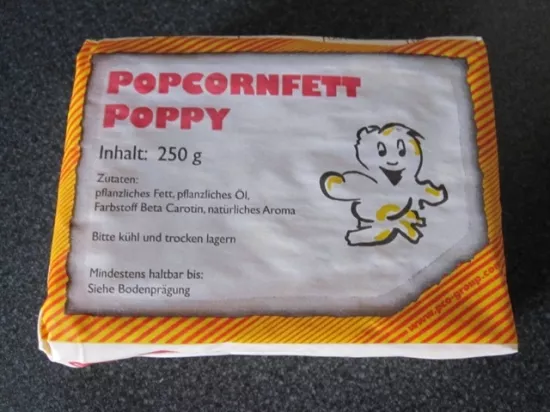 POPCORNFETT
POPPY
Inhalt: 250 g
Zutaten:
pflanzliches Fett, pflanzliches Öl,
Farbstoff Beta Carotin, natürliches Aroma
Bitte kühl und trocken lagern
Mindestens haltbar bis:
Siehe Bodenprägung
www.pco-group.co